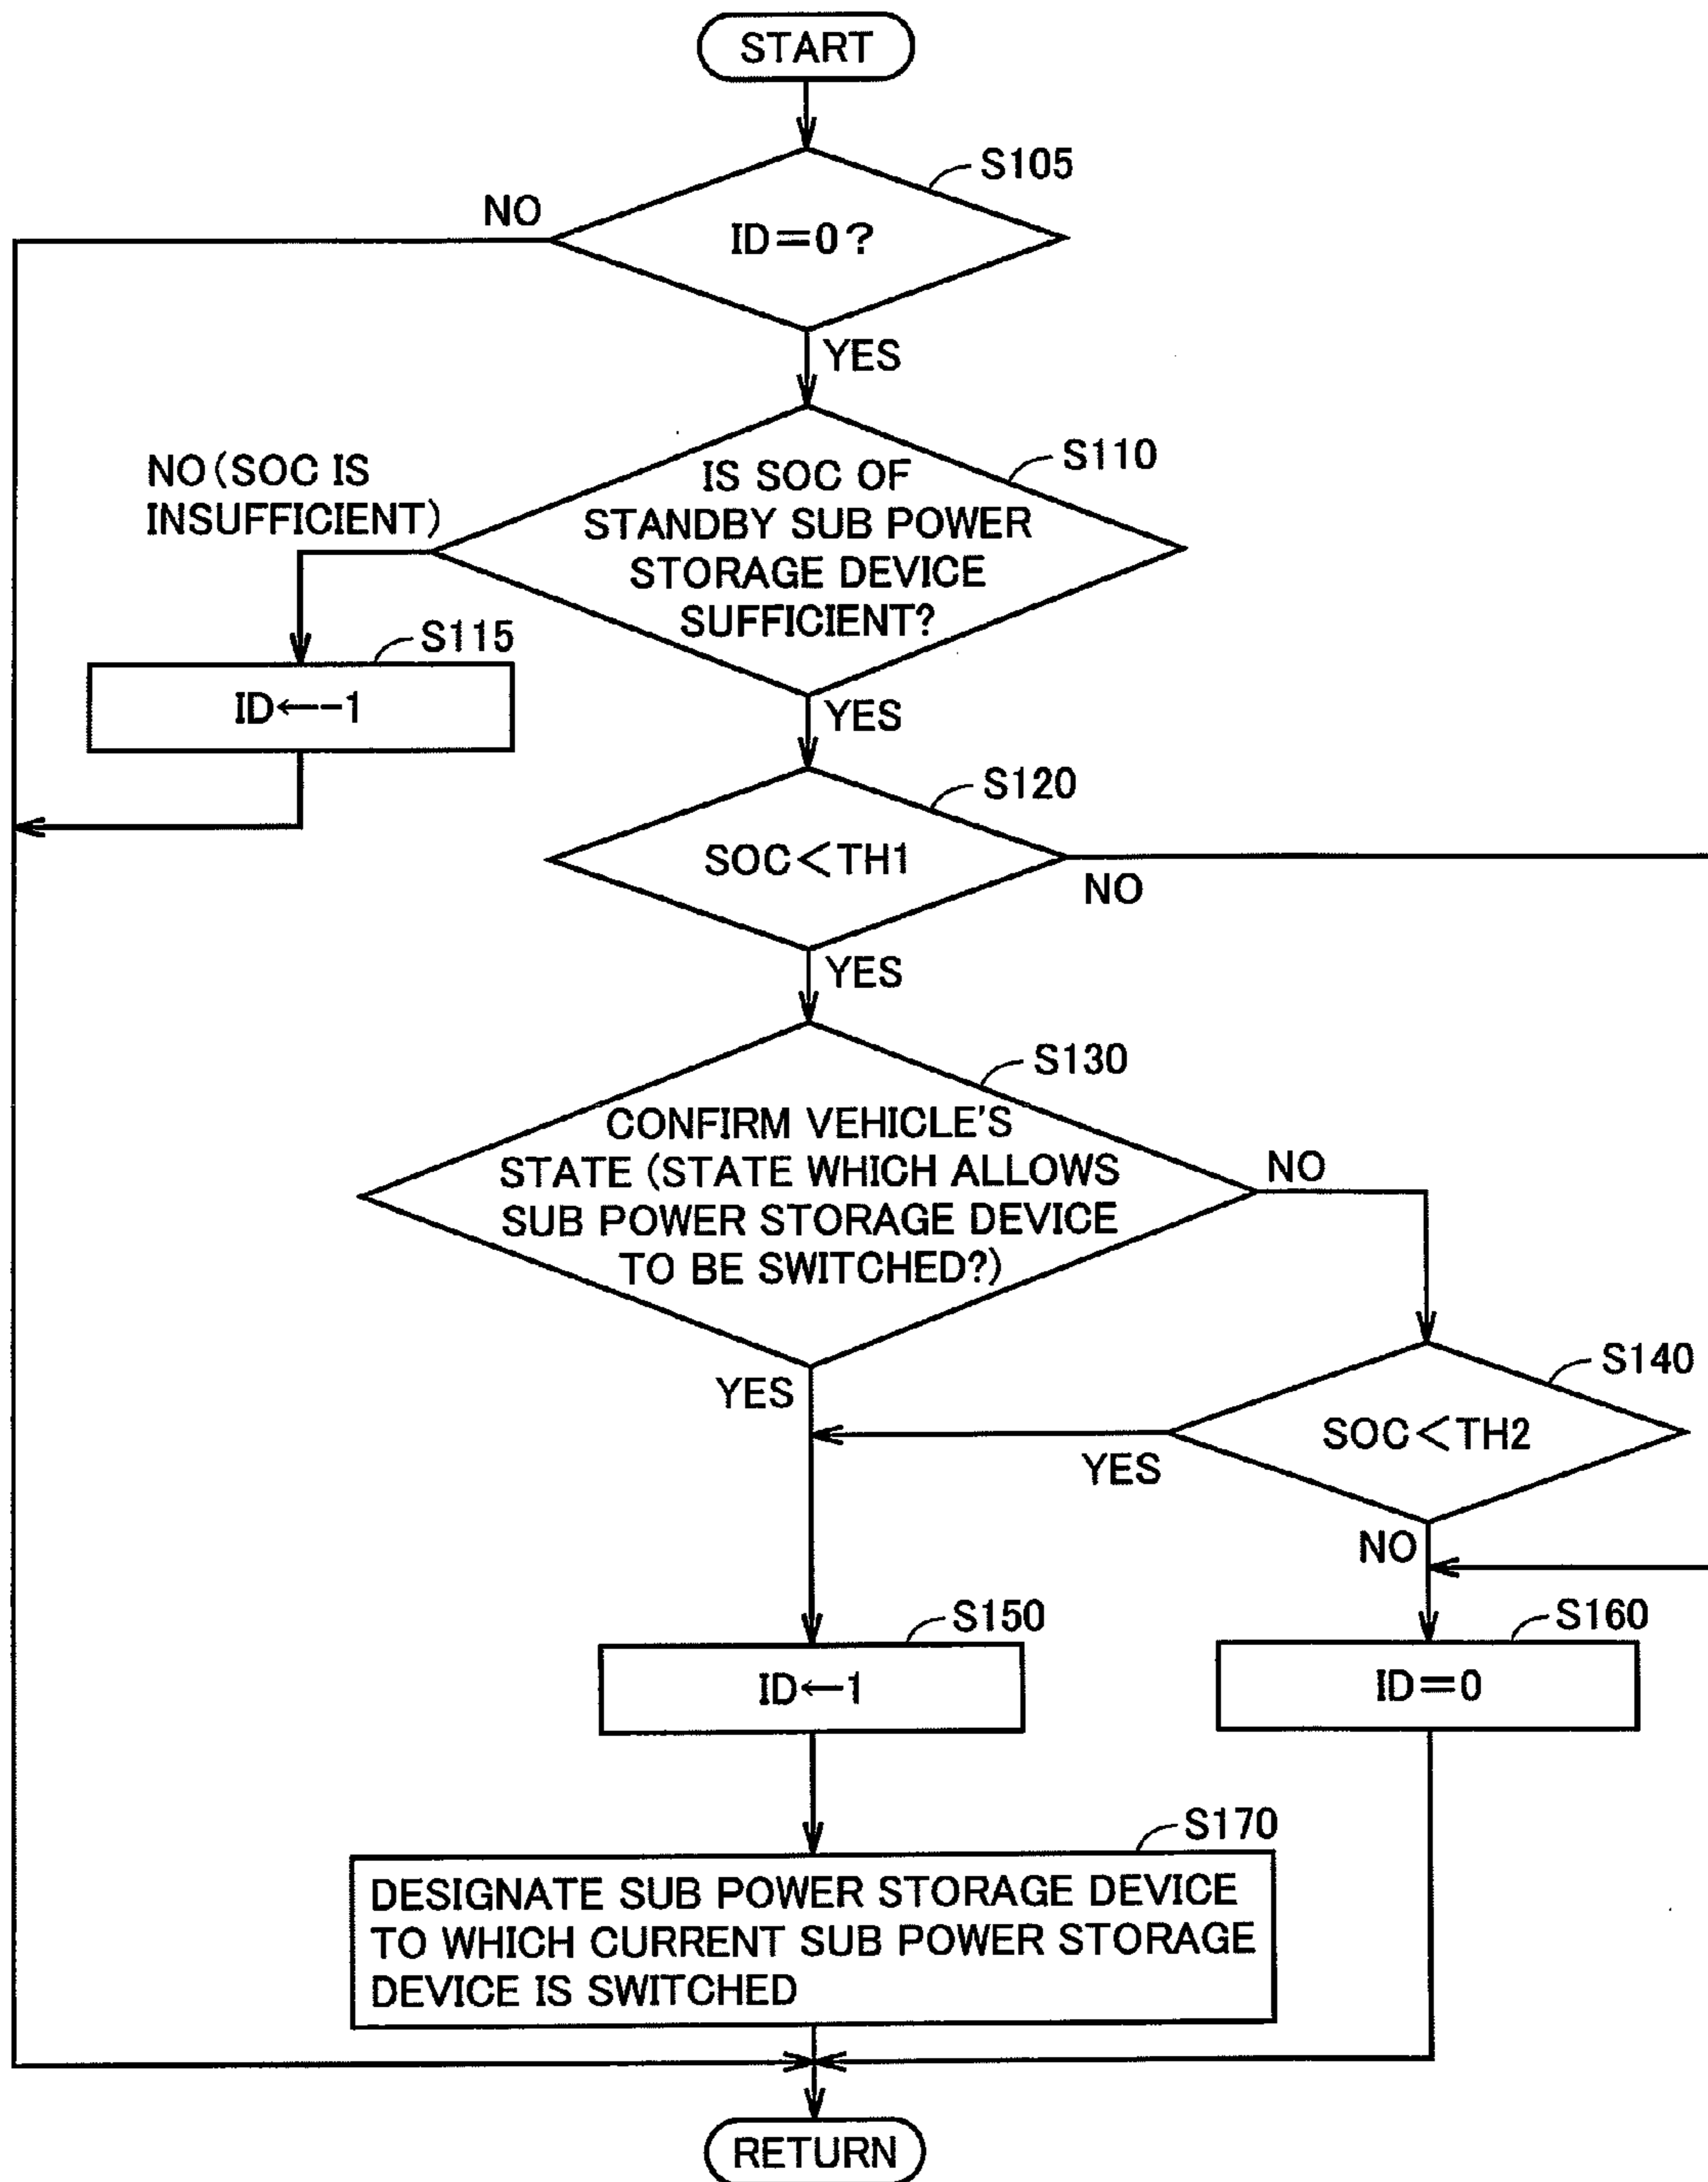 START
S105
NO
ID=0?
YES
S110
NO(SOC IS
INSUFFICIENT)
IS SOC OF
STANDBY SUB POWER
STORAGE DEVICE
SUFFICIENT?
S115
ID←-1
YES
S120
SOC<TH1
NO
YES
S130
CONFIRM VEHICLE'S
STATE (STATE WHICH ALLOWS
SUB POWER STORAGE DEVICE
TO BE SWITCHED?)
NO
YES
S140
SOC<TH2
YES
NO
S150
ID←1
S160
ID=0
S170
DESIGNATE SUB POWER STORAGE DEVICE
TO WHICH CURRENT SUB POWER STORAGE
DEVICE IS SWITCHED
RETURN